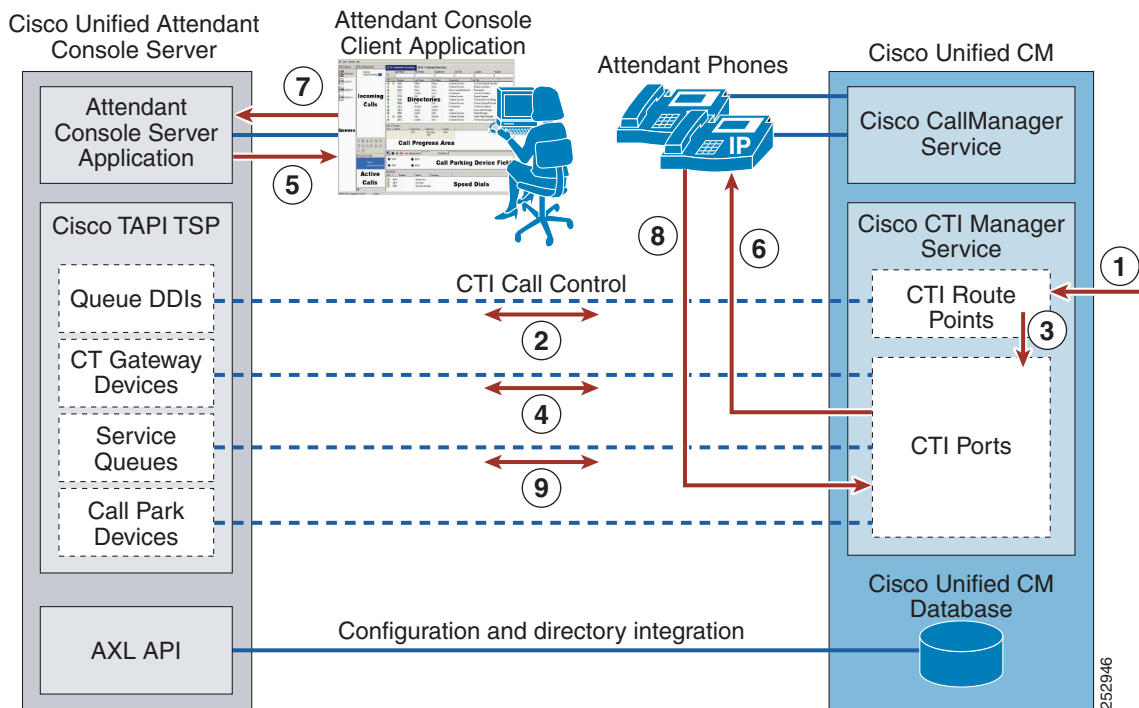 Cisco Unified Attendant
Console Server
Attendant Console
Client Application
Attendant Phones
Cisco Unified CM
Attendant
Console Server
Application
7
5
Incoming
Calls
Queues
Directories
Call Progress Area
Call Parking Device Field
Active
Calls
Speed Dials
IP
Cisco CallManager
Service
Cisco TAPI TSP
8
6
Cisco CTI Manager
Service
1
Queue DDIs
CTI Call Control
2
CTI Route
Points
3
CT Gateway
Devices
4
Service
Queues
9
CTI Ports
Call Park
Devices
Cisco Unified CM
Database
AXL API
Configuration and directory integration
252946